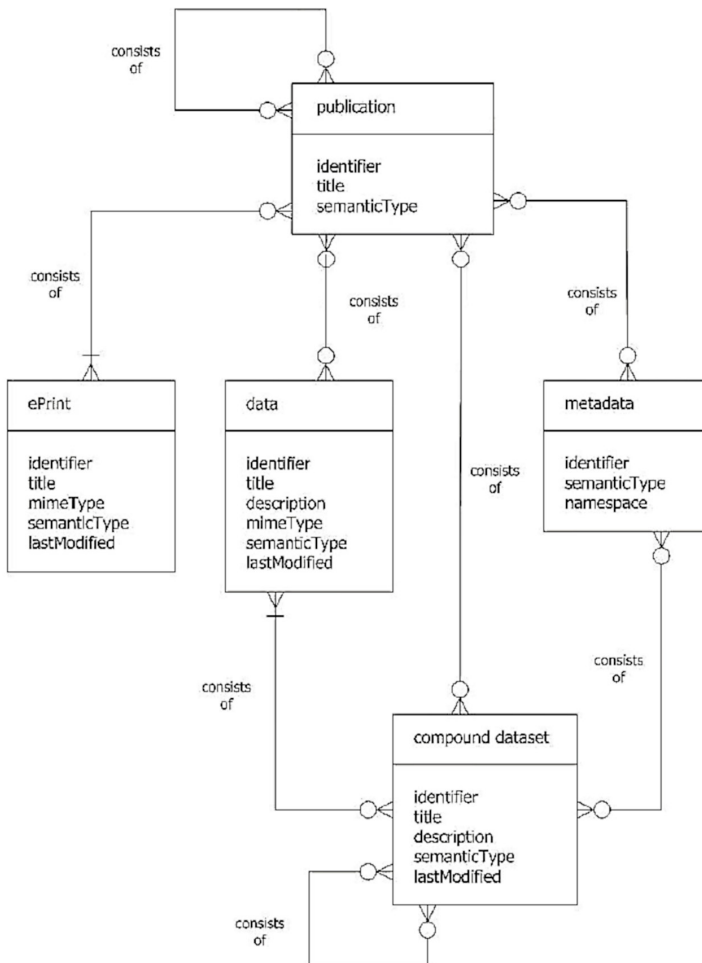 consists
of
publication
identifier
title
semanticType
consists
of
consists
of
consists
of
ePrint
identifier
title
mimeType
semanticType
lastModified
data
identifier
title
description
mimeType
semanticType
lastModified
metadata
identifier
semanticType
namespace
consists
of
consists
of
consists
of
compound dataset
identifier
title
description
semanticType
lastModified
consists
of